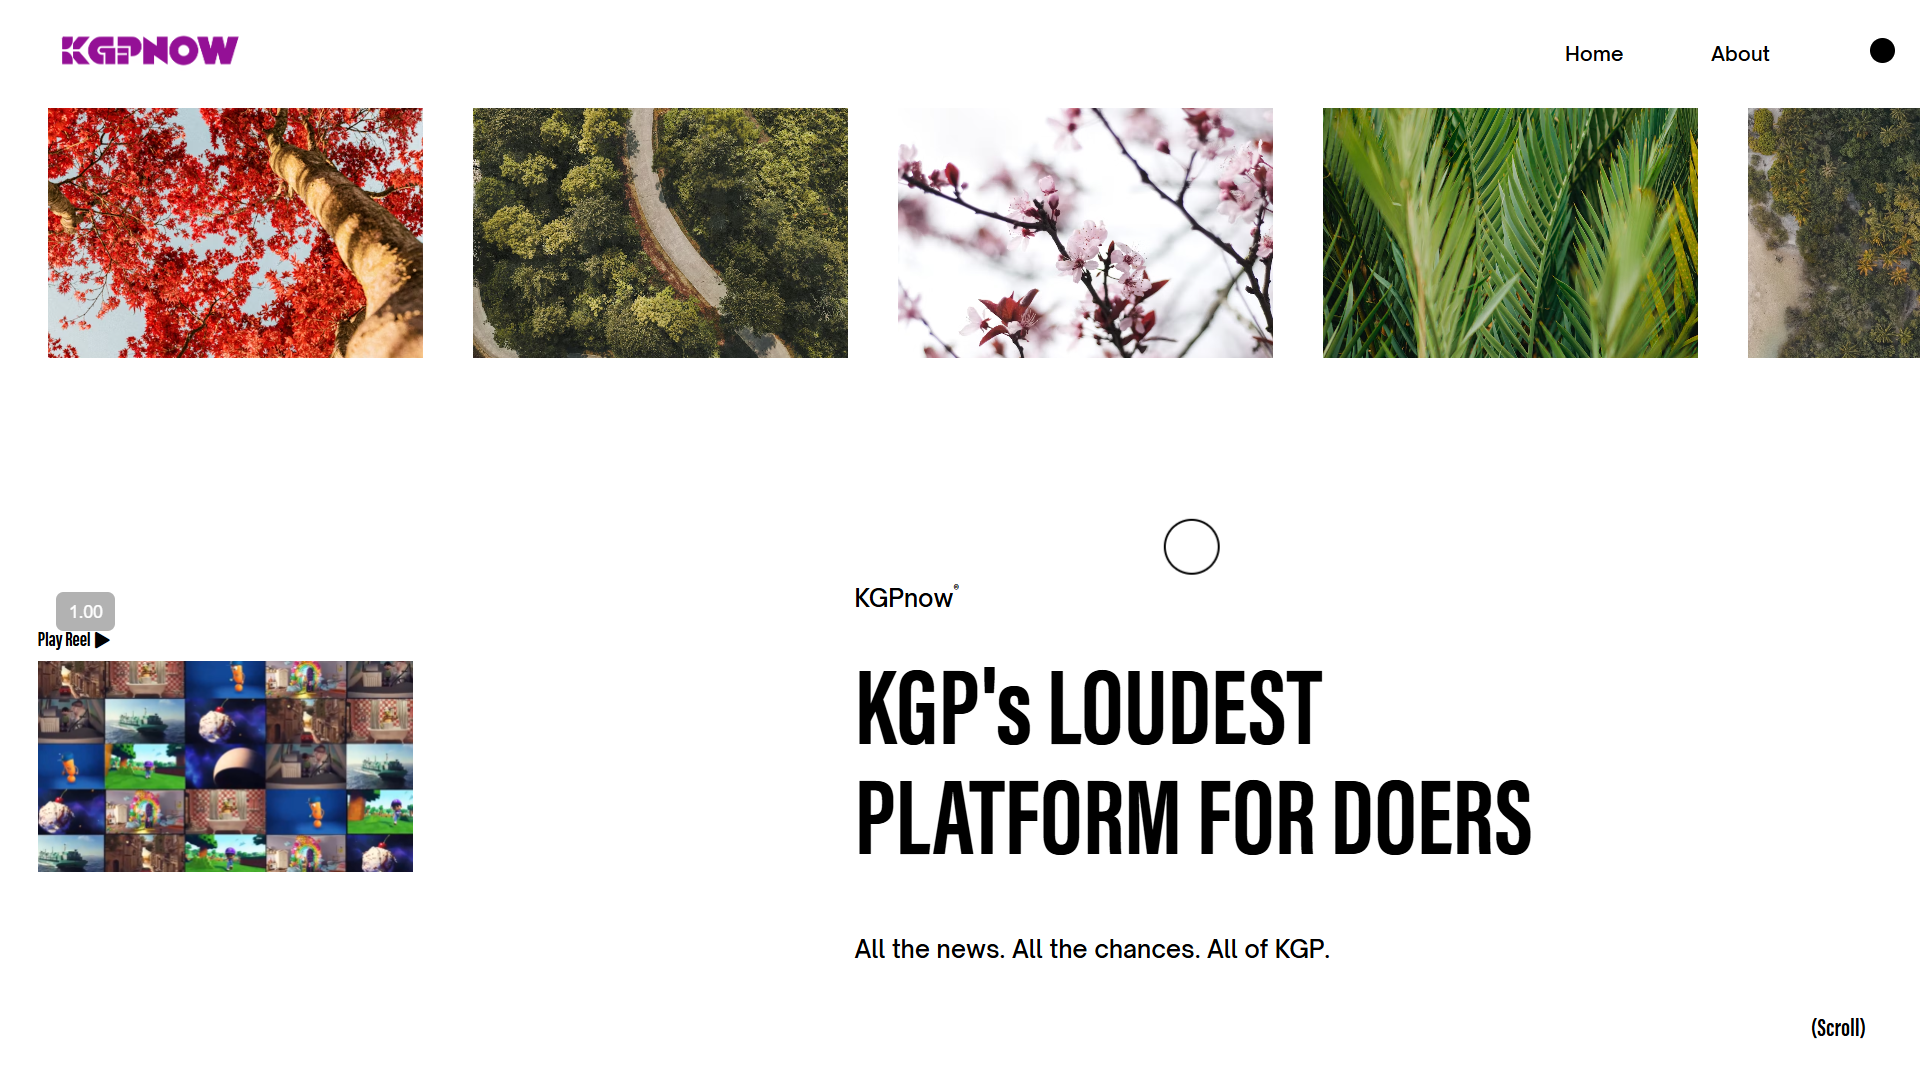 KGPNOW
Home
About
KGPnow®
1.00
Play Reel
KGP's LOUDEST
PLATFORM FOR DOERS
All the news. All the chances. All of KGP.
(Scroll)